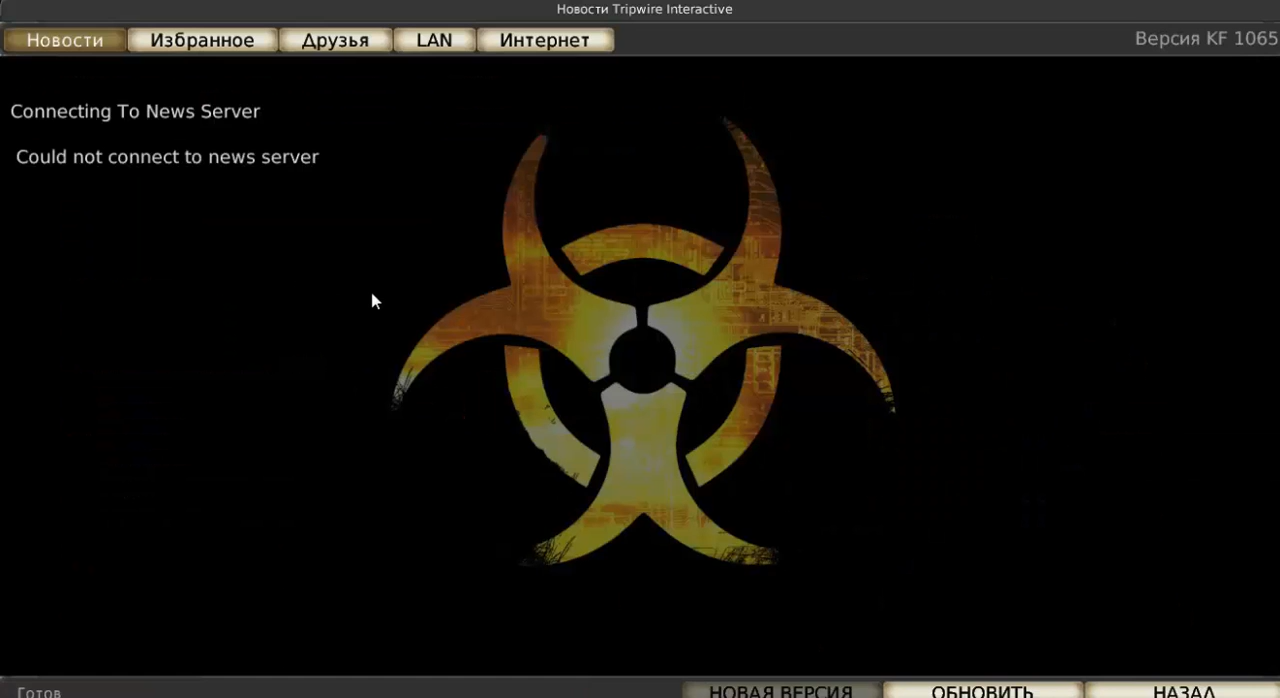 Новости Tripwire Interactive
Новости Избранное Друзья LAN Интернет Версия KF 1065
Connecting To News Server
Could not connect to news server
Готов НОВАЯ ВЕРСИЯ ОБНОВИТЬ НАЗАД